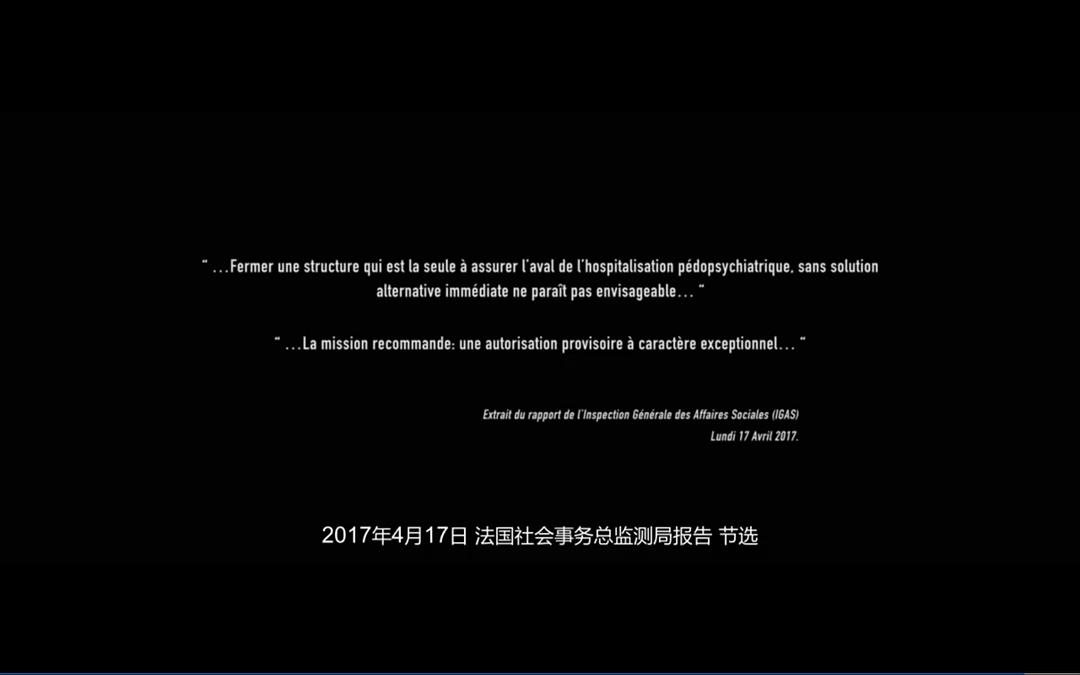 “ ...Fermer une structure qui est la seule à assurer l'aval de l'hospitalisation pédopsychiatrique, sans solution
alternative immédiate ne paraît pas envisageable... “
“ ...La mission recommande: une autorisation provisoire à caractère exceptionnel... “
Extrait du rapport de l'Inspection Générale des Affaires Sociales (IGAS)
Lundi 17 Avril 2017.
2017年4月17日 法国社会事务总监测局报告 节选